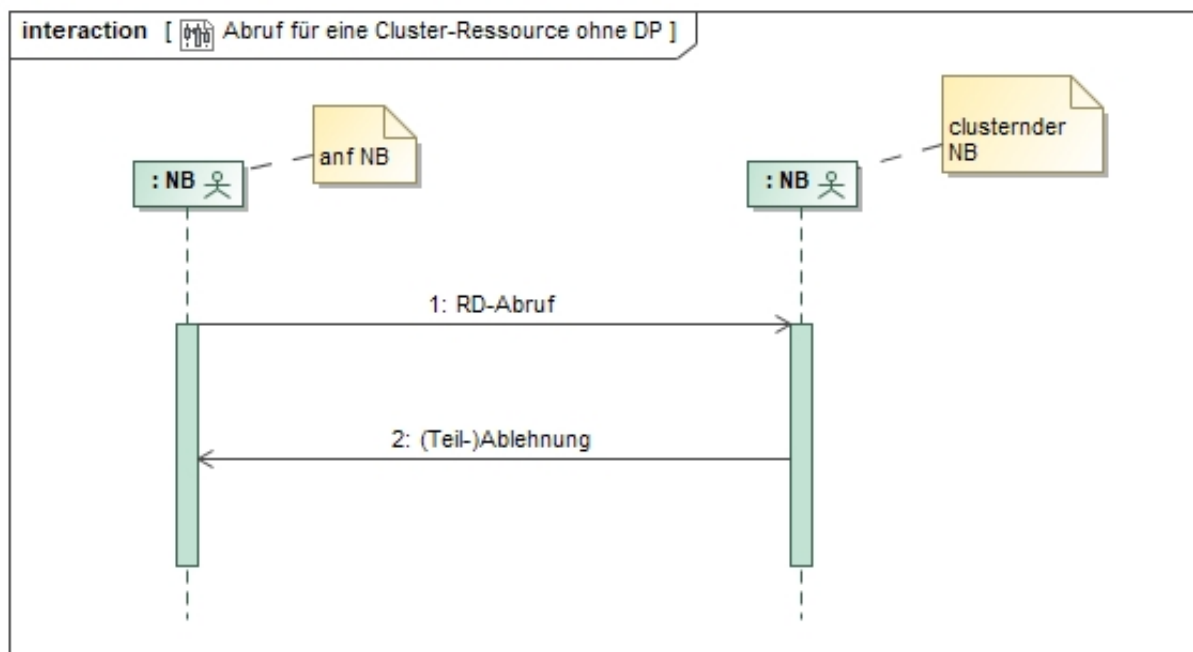 interaction [ Abruf für eine Cluster-Ressource ohne DP ]
anf NB
clusternder
NB
: NB
: NB
1: RD-Abruf
2: (Teil-)Ablehnung